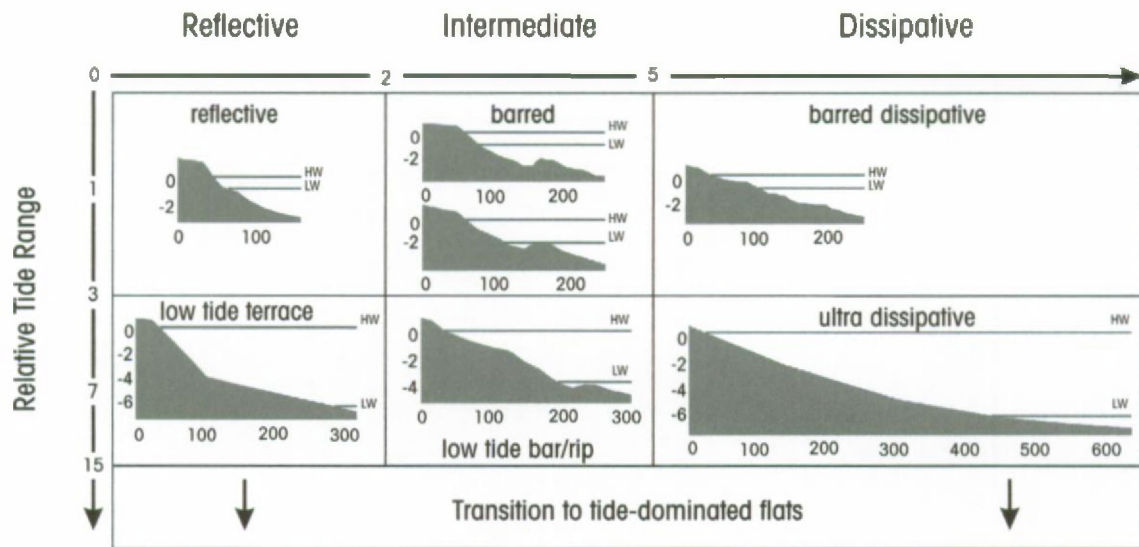 Reflective Intermediate Dissipative
0 2 5
Relative Tide Range
1
3
7
15
reflective
HW
LW
0
-2
0 100
barred
HW
LW
0
-2
0 100 200
HW
LW
0
-2
0 100 200
barred dissipative
HW
LW
0
-2
0 100 200
low tide terrace
HW
LW
0
-2
-4
-6
0 100 200 300
HW
LW
0
-2
-4
0 100 200 300
low tide bar/rip
ultra dissipative
HW
LW
0
-2
-4
-6
0 100 200 300 400 500 600
Transition to tide-dominated flats